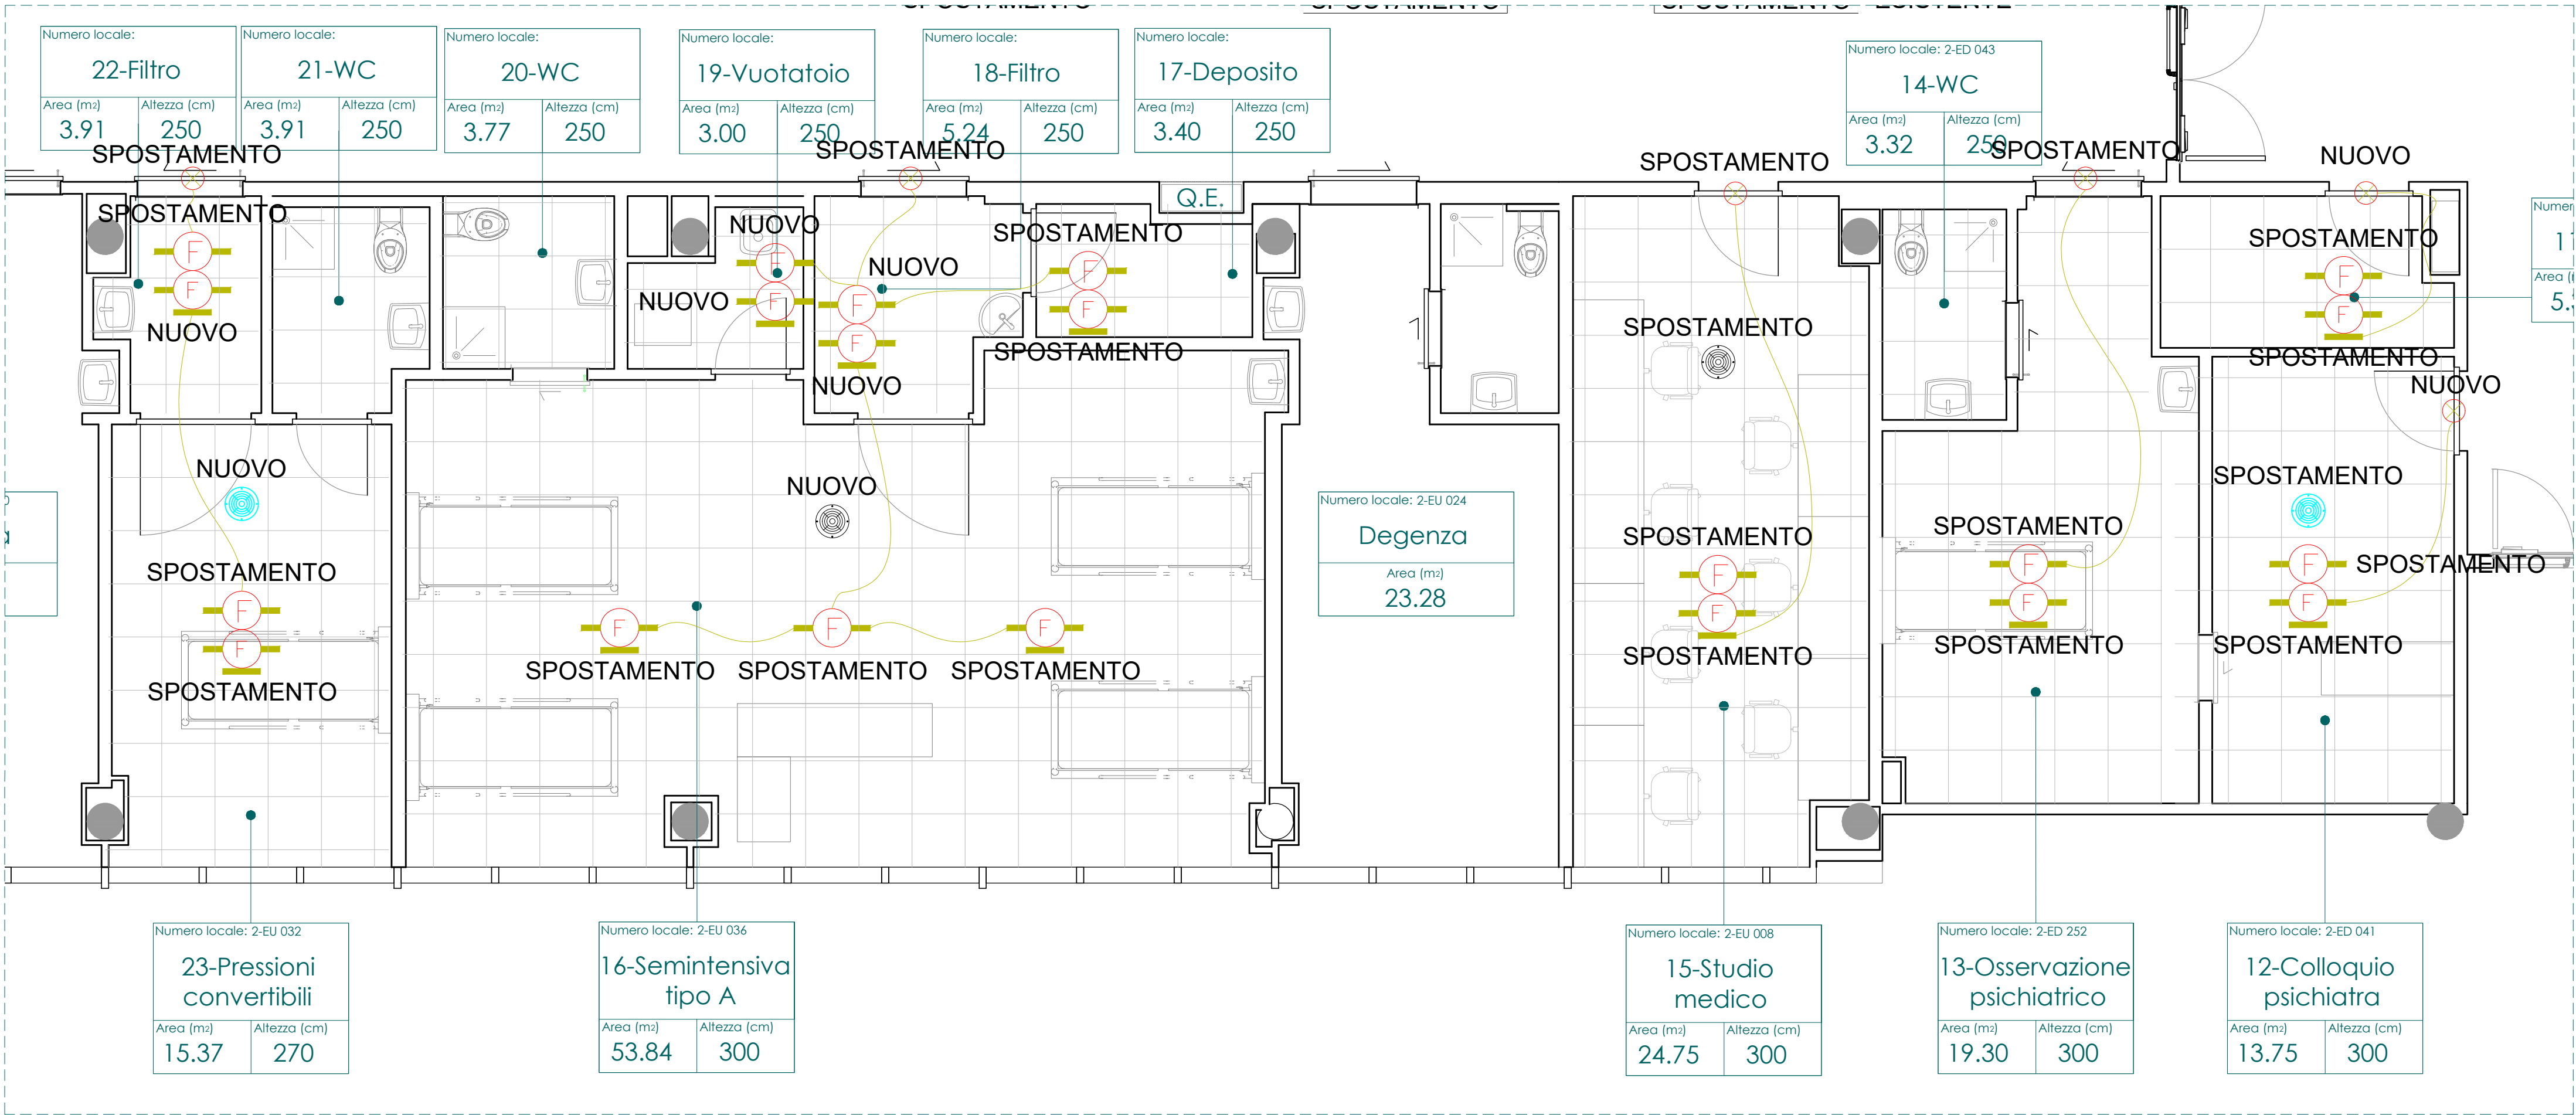 Numero locale:
22-Filtro
Area (m2) Altezza (cm)
3.91 250
Numero locale:
21-WC
Area (m2) Altezza (cm)
3.91 250
Numero locale:
20-WC
Area (m2) Altezza (cm)
3.77 250
Numero locale:
19-Vuotatoio
Area (m2) Altezza (cm)
3.00 250
Numero locale:
18-Filtro
Area (m2) Altezza (cm)
5.24 250
Numero locale:
17-Deposito
Area (m2) Altezza (cm)
3.40 250
Numero locale: 2-ED 043
14-WC
Area (m2) Altezza (cm)
3.32 250
SPOSTAMENTO
SPOSTAMENTO
SPOSTAMENTO
SPOSTAMENTO
NUOVO
Q.E.
SPOSTAMENTO
F
F
NUOVO
NUOVO
F
F
NUOVO
NUOVO
F
F
NUOVO
SPOSTAMENTO
F
F
SPOSTAMENTO
SPOSTAMENTO
SPOSTAMENTO
F
F
SPOSTAMENTO
NUOVO
NUOVO
SPOSTAMENTO
F
F
SPOSTAMENTO
NUOVO
F
F
F
SPOSTAMENTO
SPOSTAMENTO
SPOSTAMENTO
Numero locale: 2-EU 024
Degenza
Area (m2)
23.28
SPOSTAMENTO
F
F
SPOSTAMENTO
SPOSTAMENTO
F
F
SPOSTAMENTO
SPOSTAMENTO
F
F
SPOSTAMENTO
SPOSTAMENTO
Numero locale: 2-EU 032
23-Pressioni
convertibili
Area (m2) Altezza (cm)
15.37 270
Numero locale: 2-EU 036
16-Semintensiva
tipo A
Area (m2) Altezza (cm)
53.84 300
Numero locale: 2-EU 008
15-Studio
medico
Area (m2) Altezza (cm)
24.75 300
Numero locale: 2-ED 252
13-Osservazione
psichiatrico
Area (m2) Altezza (cm)
19.30 300
Numero locale: 2-ED 041
12-Colloquio
psichiatra
Area (m2) Altezza (cm)
13.75 300